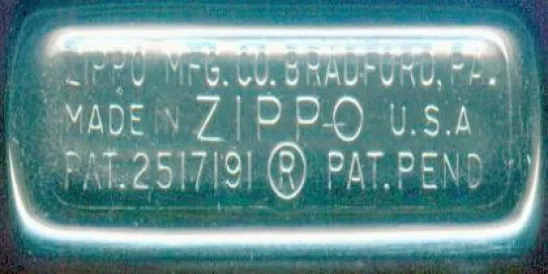 ZIPPO MFG. CO. BRADFORD, PA.
MADE IN ZIPPO U.S.A
PAT. 2517191 ® PAT. PEND